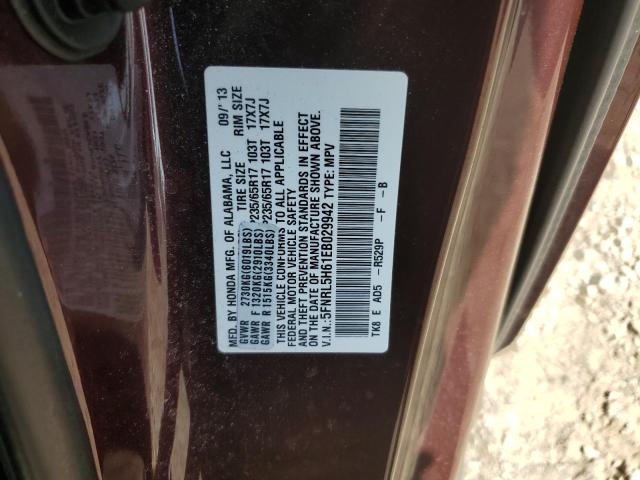 MFD. BY HONDA MFG. OF ALABAMA, LLC 09/'13
GVWR 2730KG(6019LBS) TIRE SIZE RIM SIZE
GAWR F 1320KG(2910LBS) P235/65R17 103T 17X7J
GAWR R 1515KG(3340LBS) P235/65R17 103T 17X7J
THIS VEHICLE CONFORMS TO ALL APPLICABLE
FEDERAL MOTOR VEHICLE SAFETY
AND THEFT PREVENTION STANDARDS IN EFFECT
ON THE DATE OF MANUFACTURE SHOWN ABOVE.
V.I.N.:5FNRL5H61EB029942 TYPE: MPV
TK8 E AD5 -R529P -F -B